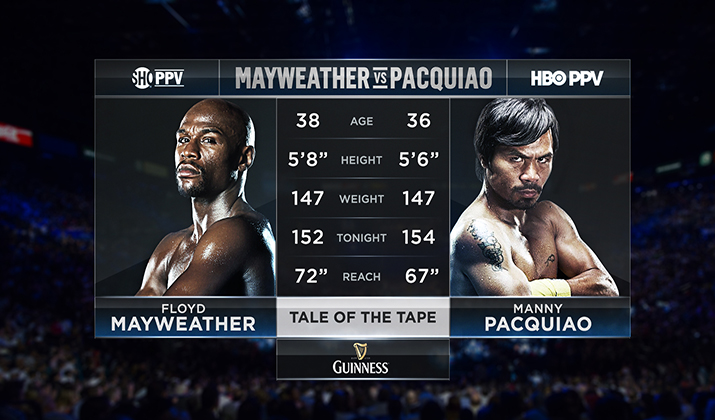 SHO PPV
MAYWEATHER VS PACQUIAO
HBO PPV
38 AGE 36
5'8” HEIGHT 5'6”
147 WEIGHT 147
152 TONIGHT 154
72” REACH 67”
FLOYD
MAYWEATHER
TALE OF THE TAPE
MANNY
PACQUIAO
GUINNESS